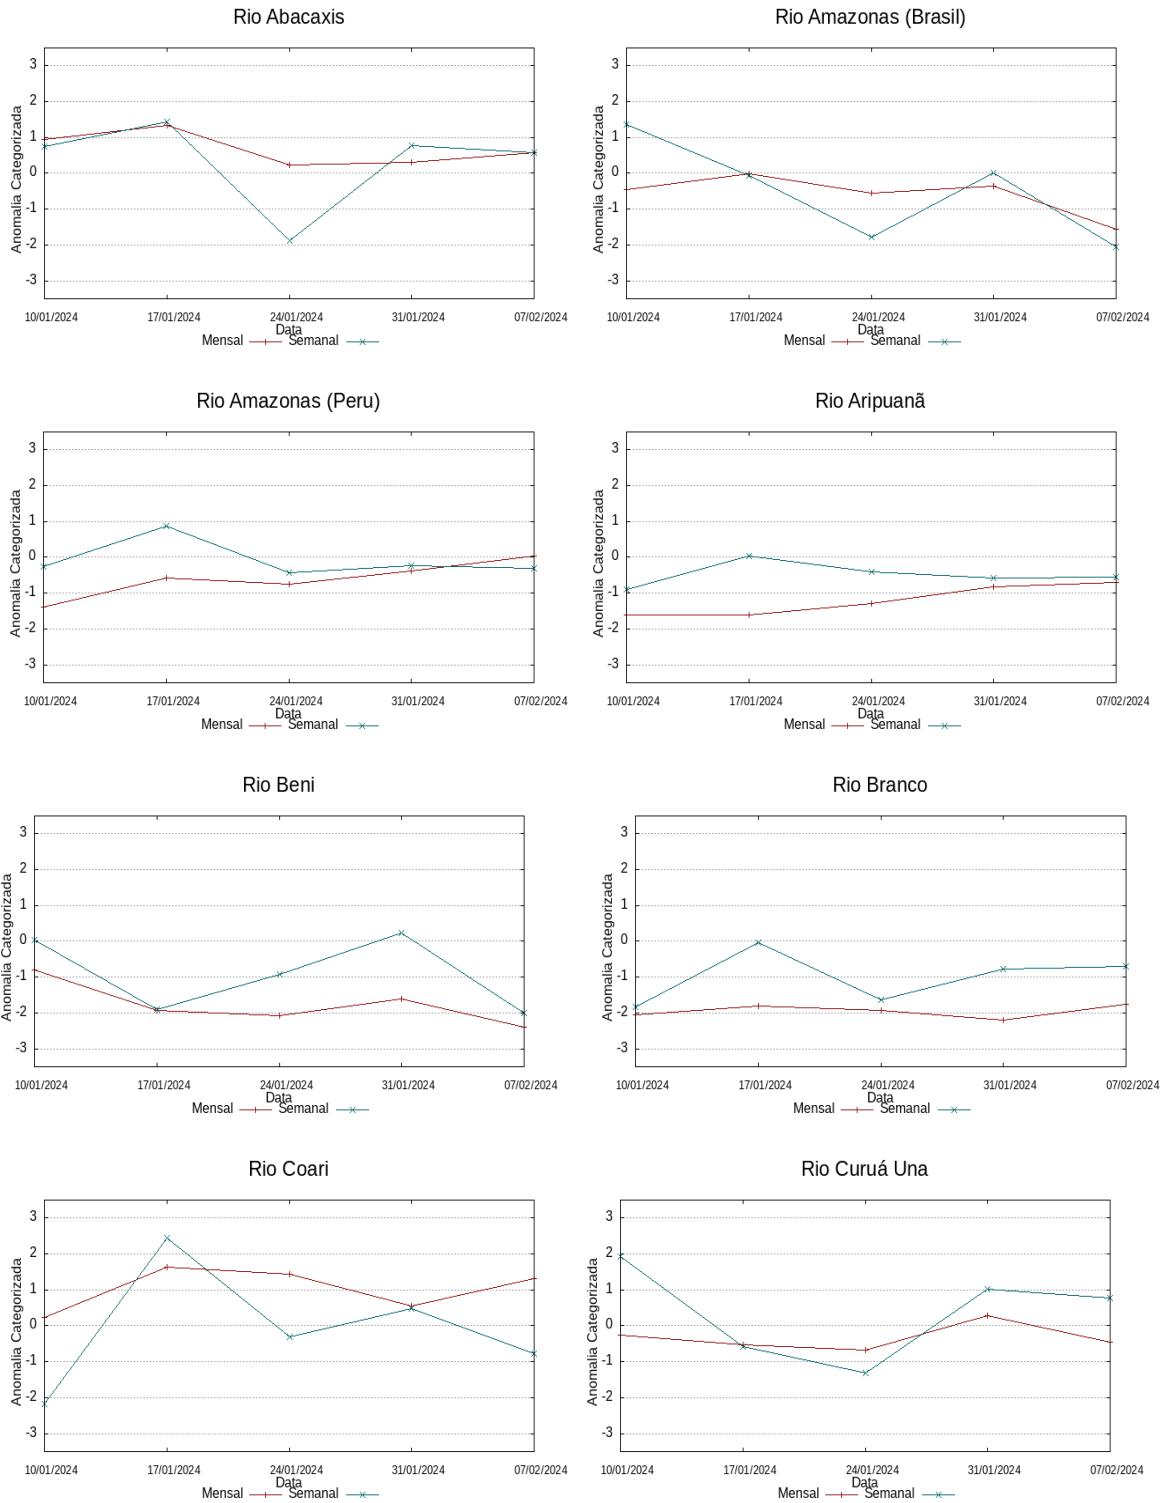 Rio Abacaxis
Anomalia Categorizada
3
2
1
0
-1
-2
-3
10/01/2024 17/01/2024 24/01/2024 31/01/2024 07/02/2024
Data
Mensal Semanal
Rio Amazonas (Brasil)
Anomalia Categorizada
3
2
1
0
-1
-2
-3
10/01/2024 17/01/2024 24/01/2024 31/01/2024 07/02/2024
Data
Mensal Semanal
Rio Amazonas (Peru)
Anomalia Categorizada
3
2
1
0
-1
-2
-3
10/01/2024 17/01/2024 24/01/2024 31/01/2024 07/02/2024
Data
Mensal Semanal
Rio Aripuanã
Anomalia Categorizada
3
2
1
0
-1
-2
-3
10/01/2024 17/01/2024 24/01/2024 31/01/2024 07/02/2024
Data
Mensal Semanal
Rio Beni
Anomalia Categorizada
3
2
1
0
-1
-2
-3
10/01/2024 17/01/2024 24/01/2024 31/01/2024 07/02/2024
Data
Mensal Semanal
Rio Branco
Anomalia Categorizada
3
2
1
0
-1
-2
-3
10/01/2024 17/01/2024 24/01/2024 31/01/2024 07/02/2024
Data
Mensal Semanal
Rio Coari
Anomalia Categorizada
3
2
1
0
-1
-2
-3
10/01/2024 17/01/2024 24/01/2024 31/01/2024 07/02/2024
Data
Mensal Semanal
Rio Curuá Una
Anomalia Categorizada
3
2
1
0
-1
-2
-3
10/01/2024 17/01/2024 24/01/2024 31/01/2024 07/02/2024
Data
Mensal Semanal